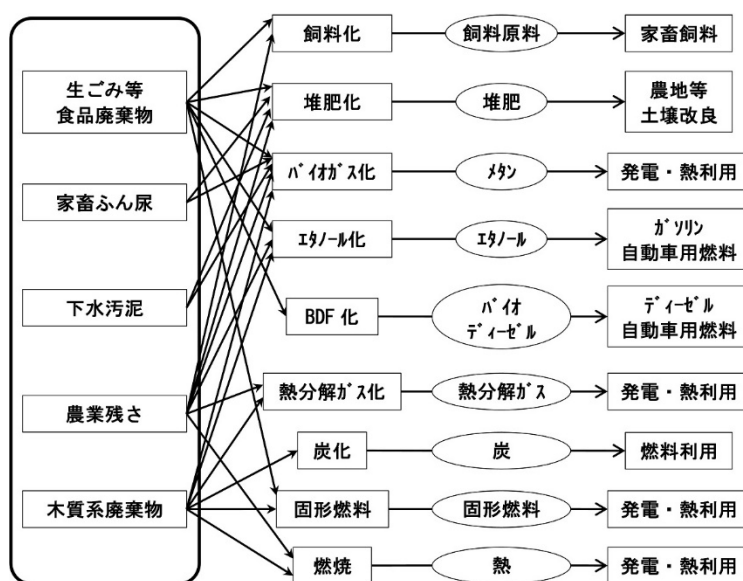 生ごみ等
食品廃棄物
家畜ふん尿
下水汚泥
農業残さ
木質系廃棄物
飼料化
飼料原料
家畜飼料
堆肥化
堆肥
農地等
土壌改良
ﾊﾞｲｵｶﾞｽ化
ﾒﾀﾝ
発電・熱利用
ｴﾀﾉｰﾙ化
ｴﾀﾉｰﾙ
ｶﾞｿﾘﾝ
自動車用燃料
BDF 化
ﾊﾞｲｵ
ﾃﾞｨｰｾﾞﾙ
ﾃﾞｨｰｾﾞﾙ
自動車用燃料
熱分解ｶﾞｽ化
熱分解ｶﾞｽ
発電・熱利用
炭化
炭
燃料利用
固形燃料
固形燃料
発電・熱利用
燃焼
熱
発電・熱利用